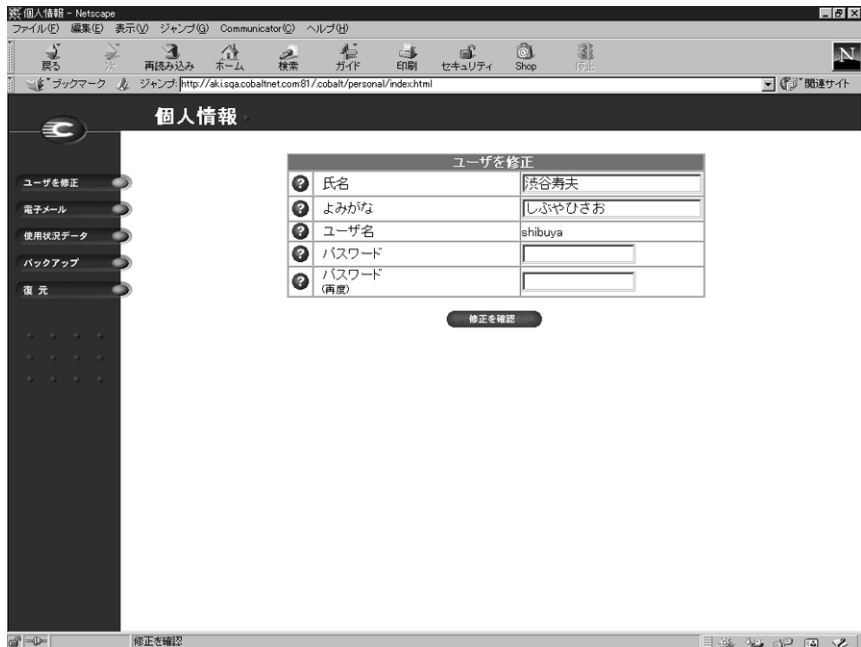 個人情報 - Netscape
ファイル(F) 編集(E) 表示(V) ジャンプ(G) Communicator(C) ヘルプ(H)
戻る 次 再読み込み ホーム 検索 ガイド 印刷 セキュリティ Shop 停止
N
ブックマーク ジャンプ: http://aki.sqa.cobaltnet.com:81/.cobalt/personal/index.html 関連サイト
個人情報
ユーザを修正
電子メール
使用状況データ
バックアップ
復元
ユーザを修正
? 氏名 渋谷寿夫
? よみがな しぶやひさお
? ユーザ名 shibuya
? パスワード
? パスワード
(再度)
修正を確認
修正を確認